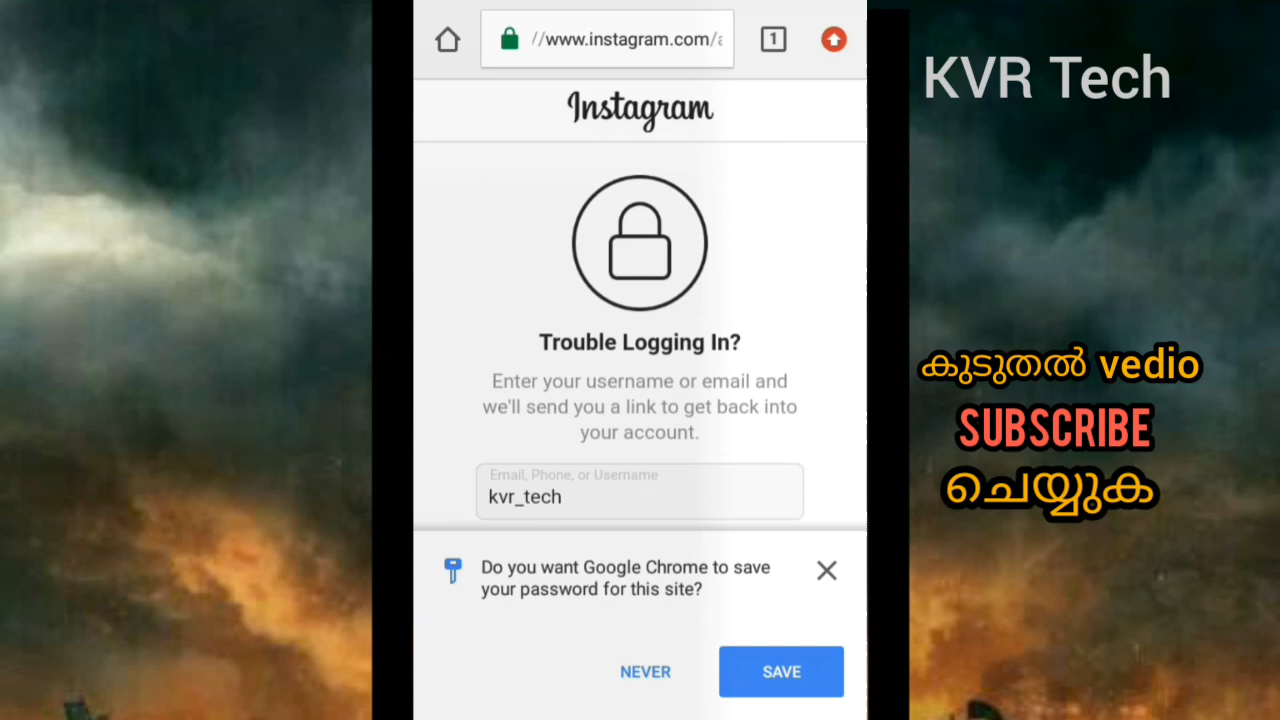 //www.instagram.com/a
1
KVR Tech
Instagram
Trouble Logging In?
Enter your username or email and
we'll send you a link to get back into
your account.
Email, Phone, or Username
kvr_tech
Do you want Google Chrome to save
your password for this site?
NEVER
SAVE
കുടുതൽ vedio
SUBSCRIBE
ചെയ്യുക